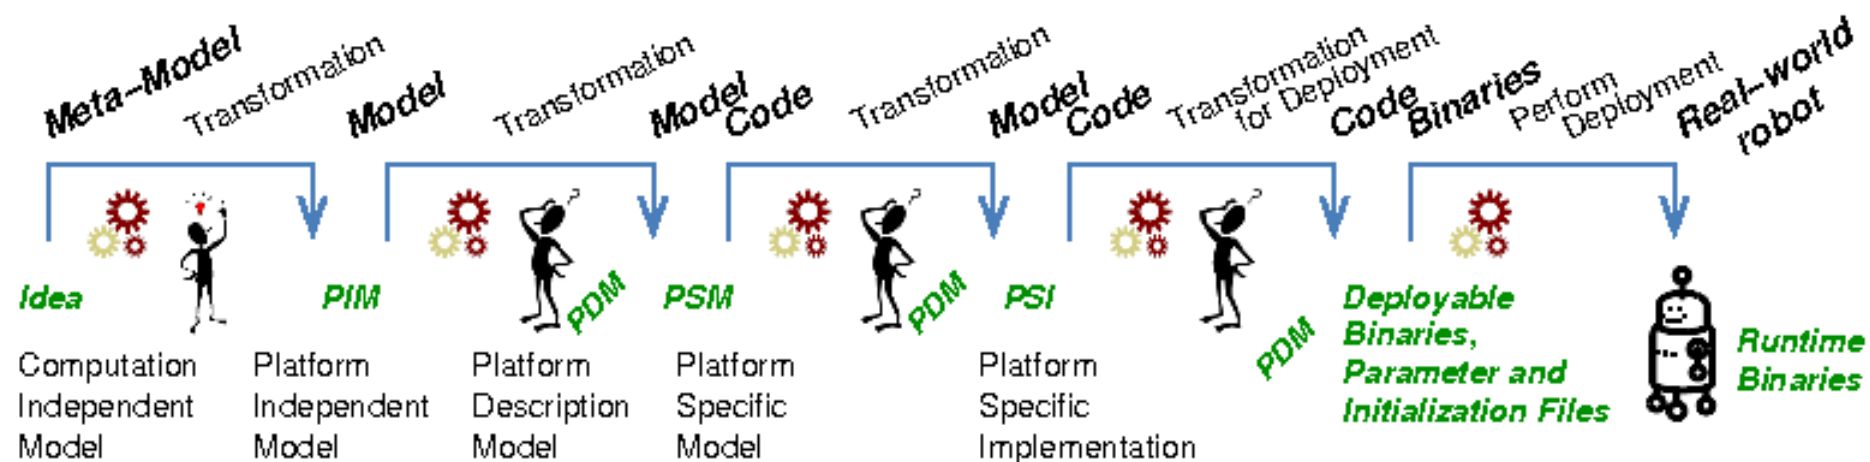 Meta-Model
Transformation
Model
Transformation
Model
Code
Transformation
Model
Code
Transformation
for Deployment
Code
Binaries
Perform
Deployment
Real-world
robot
Idea
PIM
PDM
PSM
PDM
PSI
PDM
Deployable
Binaries,
Parameter and
Initialization Files
Runtime
Binaries
Computation
Independent
Model
Platform
Independent
Model
Platform
Description
Model
Platform
Specific
Model
Platform
Specific
Implementation